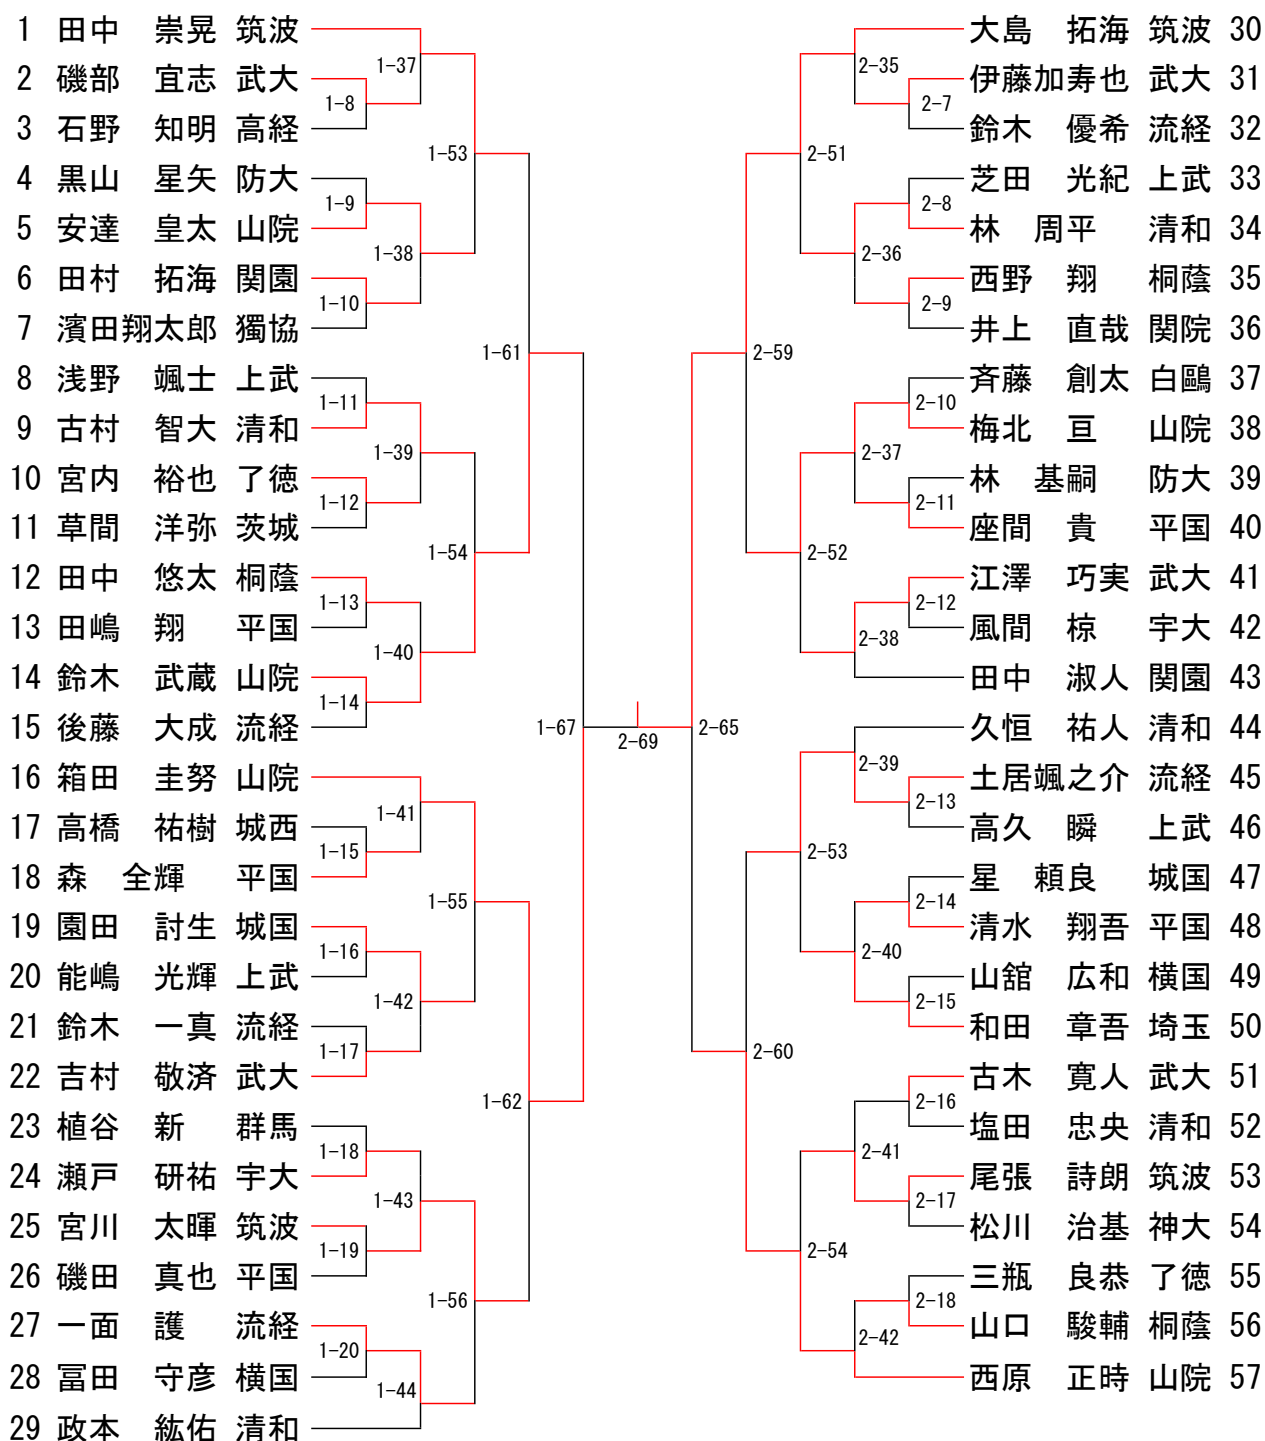 1 田中 崇晃 筑波
2 磯部 宜志 武大
3 石野 知明 高経
4 黒山 星矢 防大
5 安達 皇太 山院
6 田村 拓海 関園
7 濱田翔太郎 獨協
8 浅野 颯士 上武
9 古村 智大 清和
10 宮内 裕也 了徳
11 草間 洋弥 茨城
12 田中 悠太 桐蔭
13 田嶋 翔 平国
14 鈴木 武蔵 山院
15 後藤 大成 流経
16 箱田 圭努 山院
17 高橋 祐樹 城西
18 森 全輝 平国
19 園田 討生 城国
20 能嶋 光輝 上武
21 鈴木 一真 流経
22 吉村 敬済 武大
23 植谷 新 群馬
24 瀬戸 研祐 宇大
25 宮川 太暉 筑波
26 磯田 真也 平国
27 一面 護 流経
28 冨田 守彦 横国
29 政本 紘佑 清和
1-8
1-9
1-10
1-11
1-12
1-13
1-14
1-15
1-16
1-17
1-18
1-19
1-20
1-37
1-38
1-39
1-40
1-41
1-42
1-43
1-44
1-53
1-54
1-55
1-56
1-61
1-62
1-67
2-69
2-65
2-59
2-60
2-51
2-52
2-53
2-54
2-35
2-36
2-37
2-38
2-39
2-40
2-41
2-42
2-7
2-8
2-9
2-10
2-11
2-12
2-13
2-14
2-15
2-16
2-17
2-18
大島 拓海 筑波 30
伊藤加寿也 武大 31
鈴木 優希 流経 32
芝田 光紀 上武 33
林 周平 清和 34
西野 翔 桐蔭 35
井上 直哉 関院 36
斉藤 創太 白鷗 37
梅北 亘 山院 38
林 基嗣 防大 39
座間 貴 平国 40
江澤 巧実 武大 41
風間 椋 宇大 42
田中 淑人 関園 43
久恒 祐人 清和 44
土居颯之介 流経 45
高久 瞬 上武 46
星 頼良 城国 47
清水 翔吾 平国 48
山舘 広和 横国 49
和田 章吾 埼玉 50
古木 寛人 武大 51
塩田 忠央 清和 52
尾張 詩朗 筑波 53
松川 治基 神大 54
三瓶 良恭 了徳 55
山口 駿輔 桐蔭 56
西原 正時 山院 57